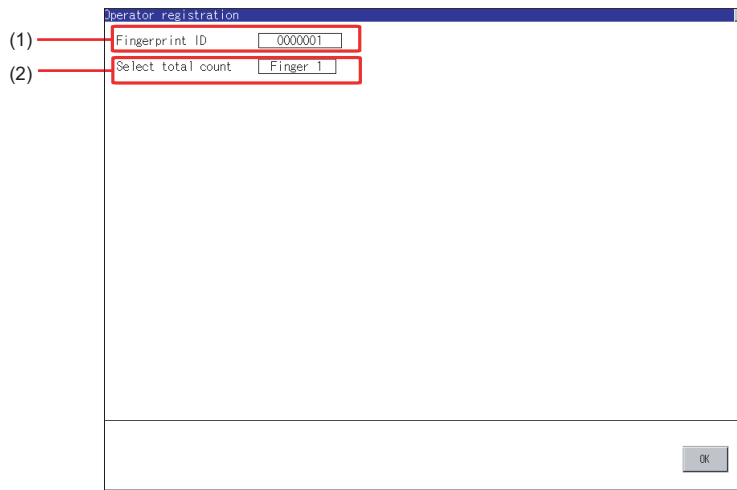 Operator registration
(1) Fingerprint ID 0000001
(2) Select total count Finger 1
OK